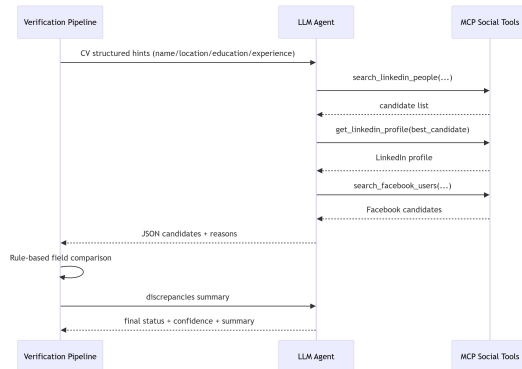 Verification Pipeline
LLM Agent
MCP Social Tools
CV structured hints (name/location/education/experience)
search_linkedin_people(...)
candidate list
get_linkedin_profile(best_candidate)
LinkedIn profile
search_facebook_users(...)
Facebook candidates
JSON candidates + reasons
Rule-based field comparison
discrepancies summary
final status + confidence + summary
Verification Pipeline
LLM Agent
MCP Social Tools